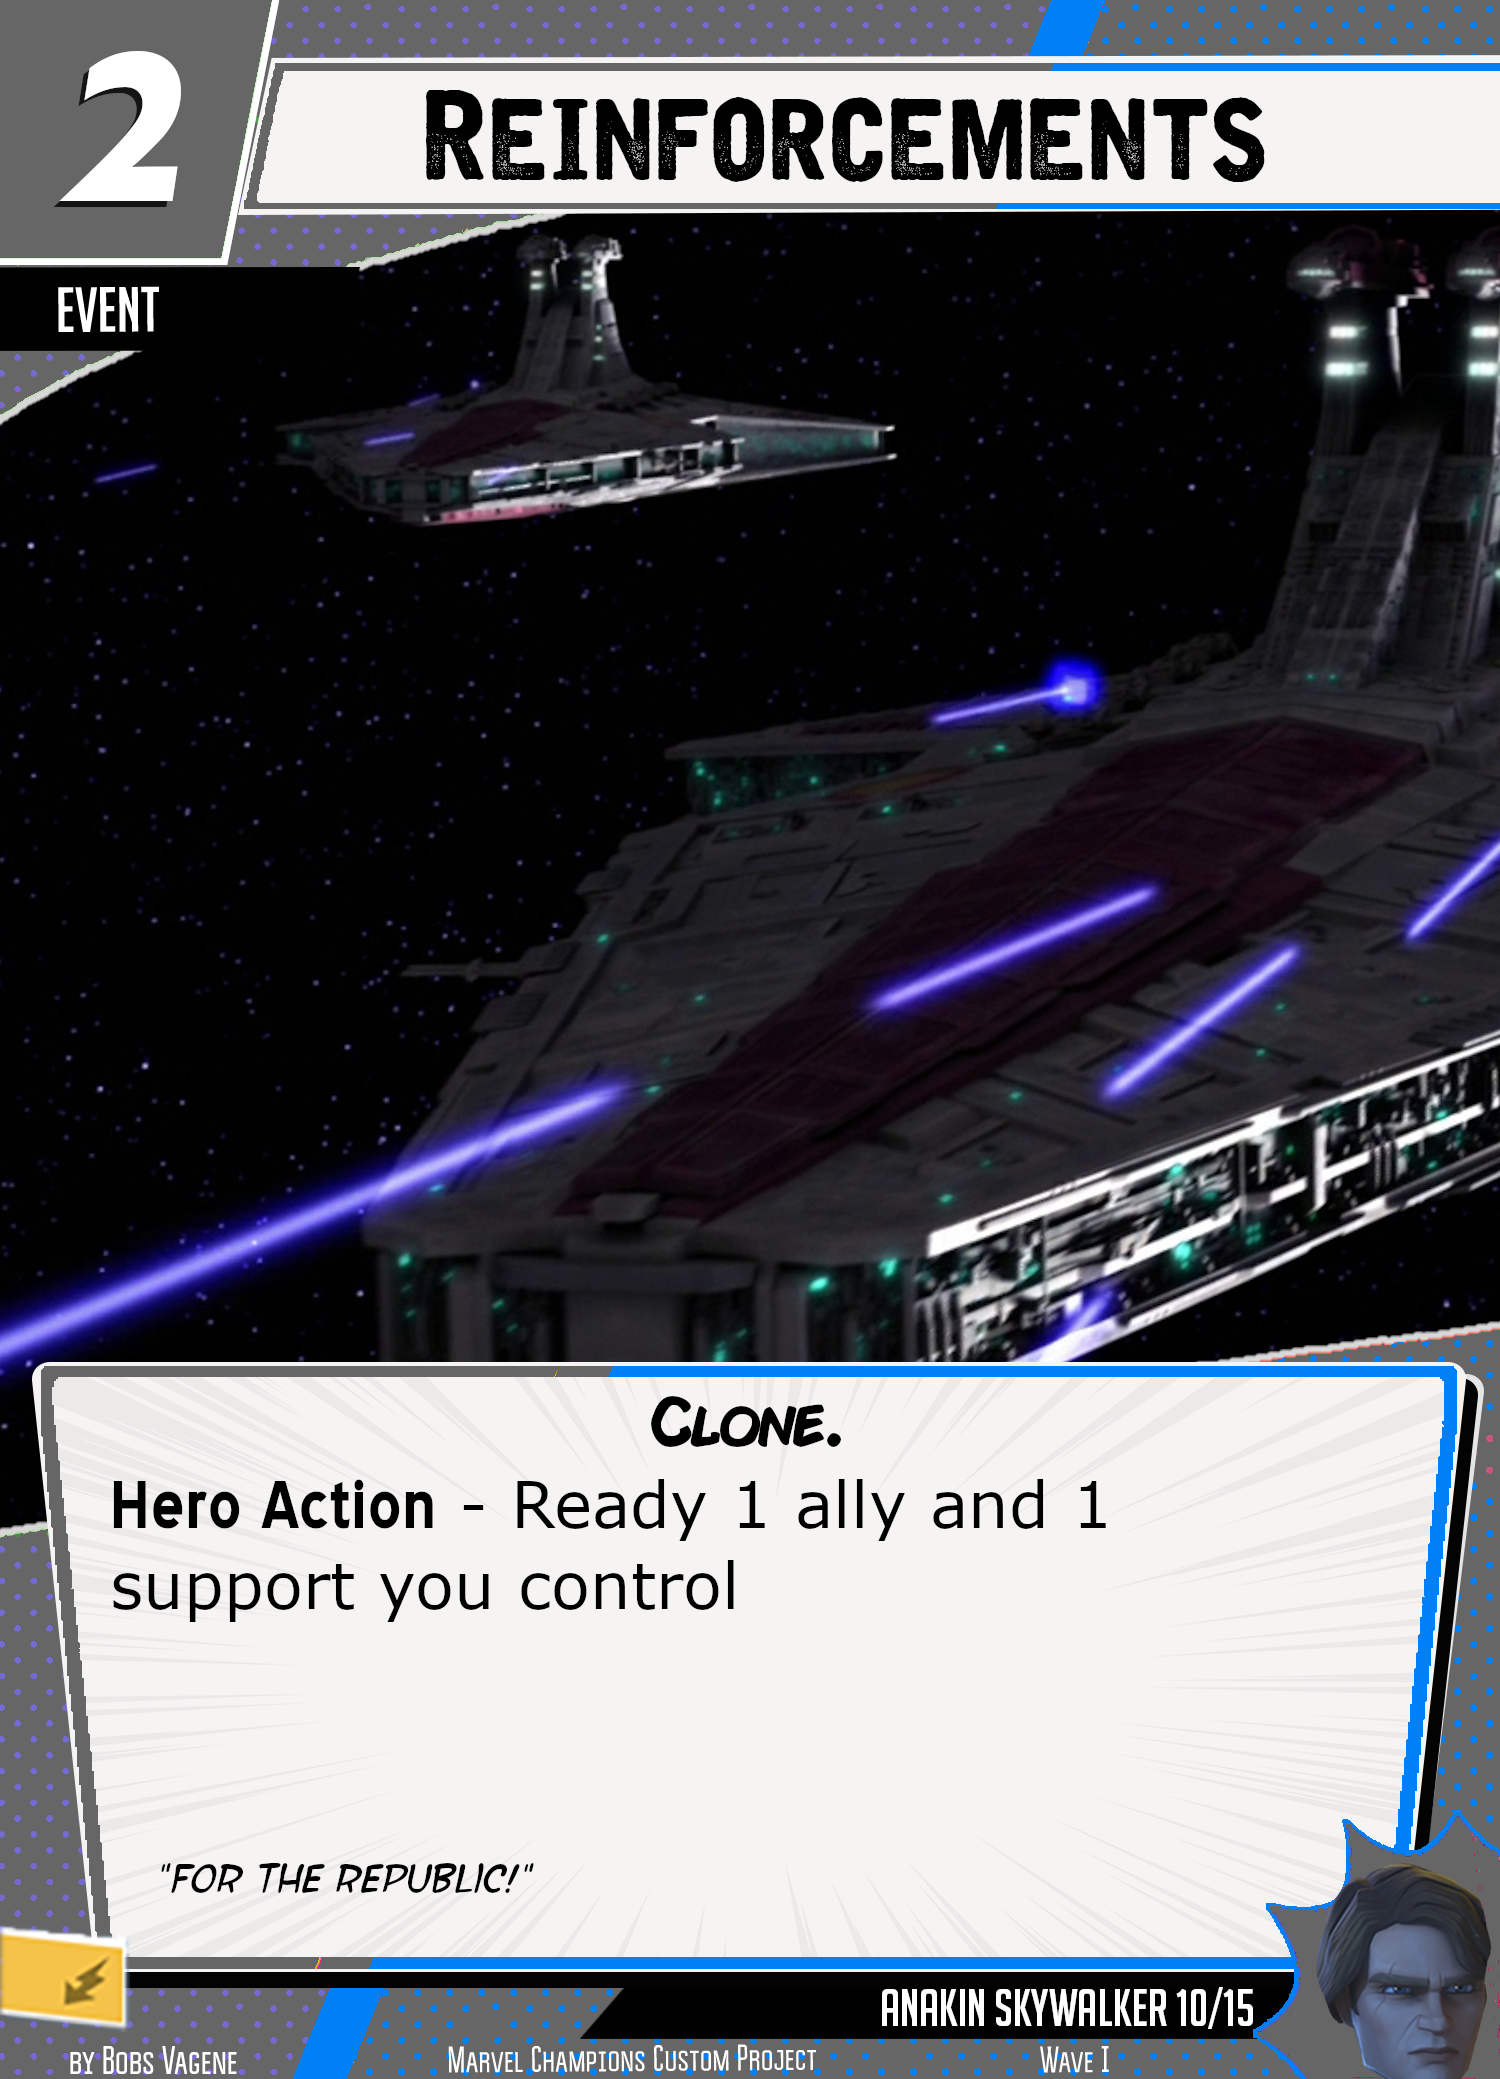 2
REINFORCEMENTS
EVENT
CLONE.
Hero Action - Ready 1 ally and 1
support you control
"FOR THE REPUBLIC!"
ANAKIN SKYWALKER 10/15
BY BOBS VAGENE MARVEL CHAMPIONS CUSTOM PROJECT WAVE I